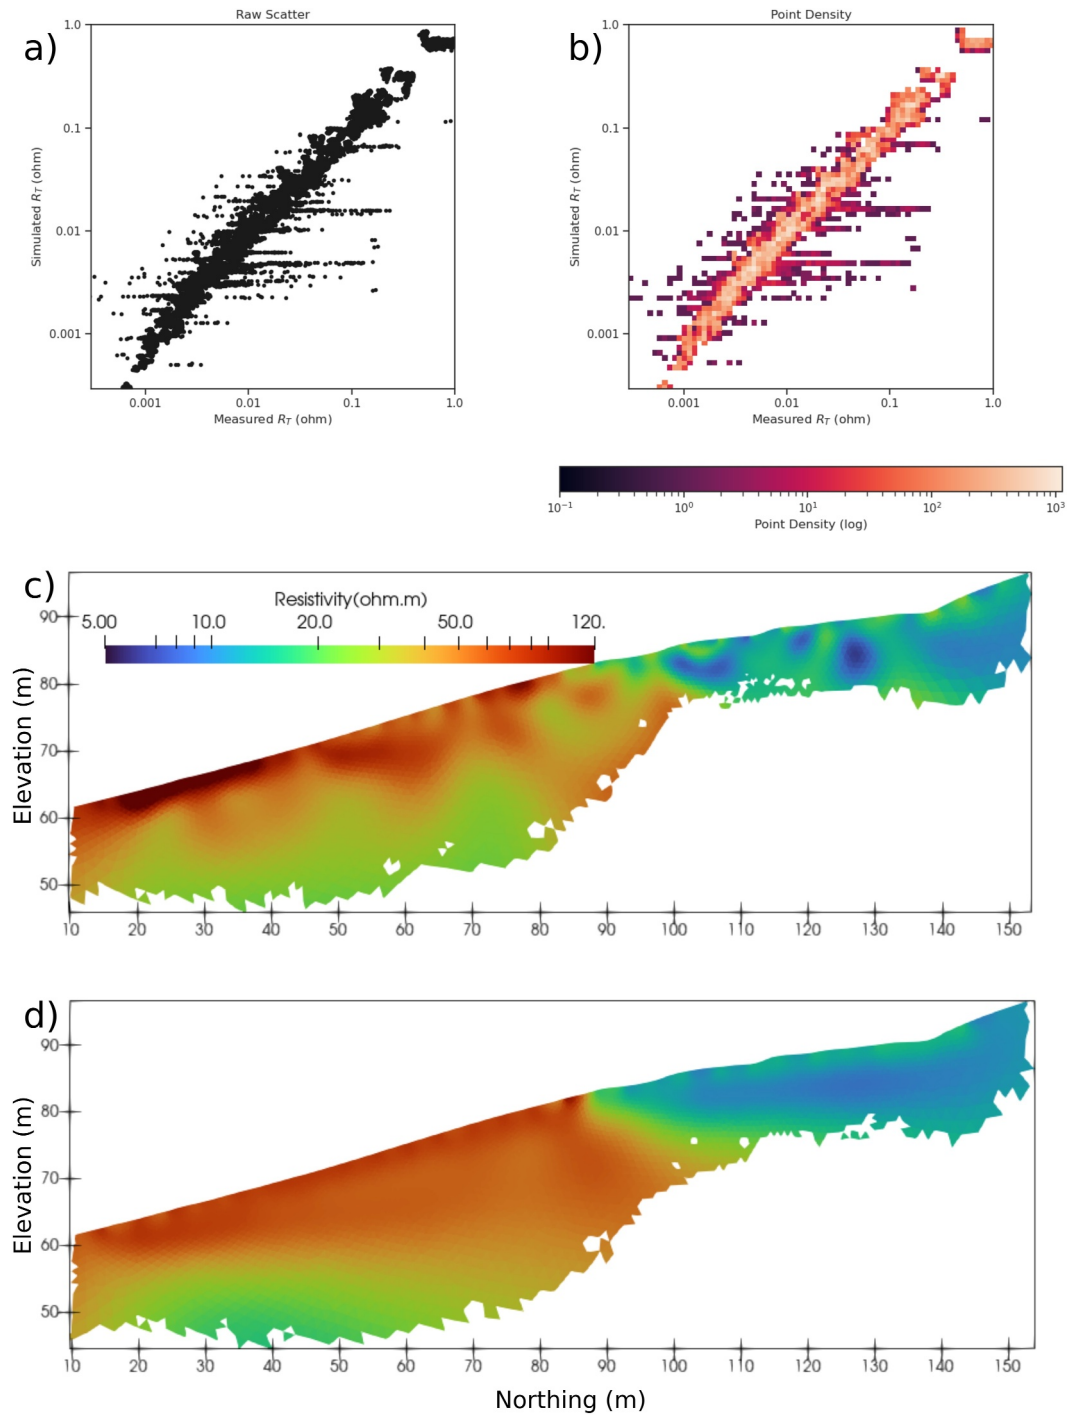 a)
Raw Scatter
1.0
0.1
0.01
0.001
Simulated R_T (ohm)
0.001 0.01 0.1 1.0
Measured R_T (ohm)
b)
Point Density
1.0
0.1
0.01
0.001
Simulated R_T (ohm)
0.001 0.01 0.1 1.0
Measured R_T (ohm)
10⁻¹ 10⁰ 10¹ 10² 10³
Point Density (log)
c)
Resistivity(ohm.m)
5.00 10.0 20.0 50.0 120.
90
80
70
60
50
Elevation (m)
10 20 30 40 50 60 70 80 90 100 110 120 130 140 150
d)
90
80
70
60
50
Elevation (m)
10 20 30 40 50 60 70 80 90 100 110 120 130 140 150
Northing (m)